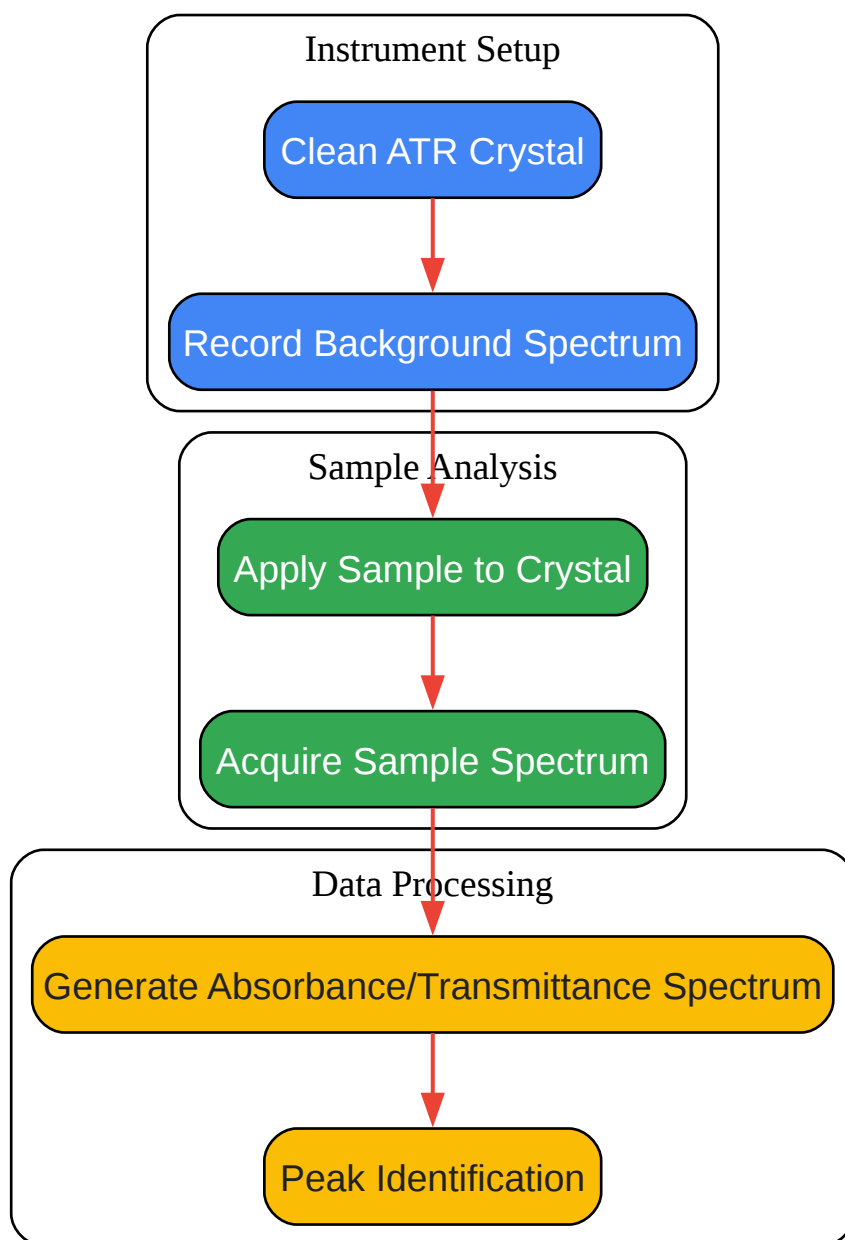 Instrument Setup
Clean ATR Crystal
Record Background Spectrum
Sample Analysis
Apply Sample to Crystal
Acquire Sample Spectrum
Data Processing
Generate Absorbance/Transmittance Spectrum
Peak Identification